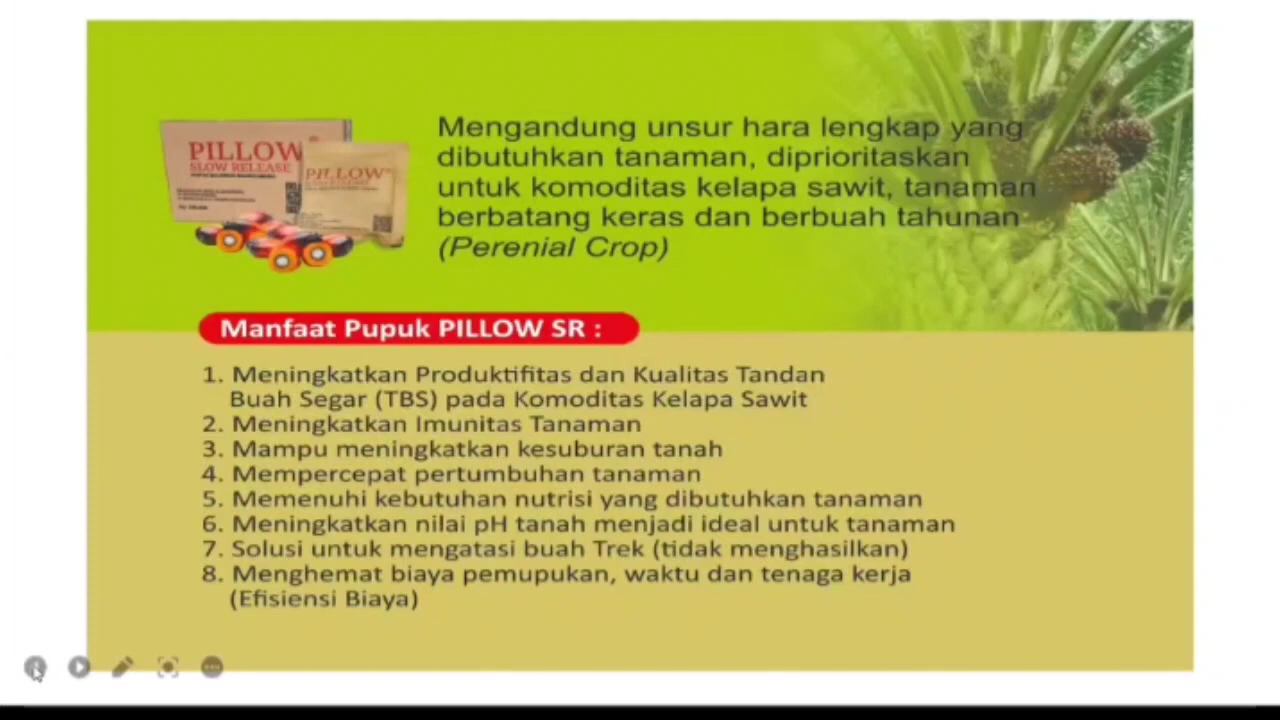 PILLOW
SLOW RELEASE
PILLOW
Mengandung unsur hara lengkap yang
dibutuhkan tanaman, diprioritaskan
untuk komoditas kelapa sawit, tanaman
berbatang keras dan berbuah tahunan
(Perenial Crop)
Manfaat Pupuk PILLOW SR :
1. Meningkatkan Produktifitas dan Kualitas Tandan
Buah Segar (TBS) pada Komoditas Kelapa Sawit
2. Meningkatkan Imunitas Tanaman
3. Mampu meningkatkan kesuburan tanah
4. Mempercepat pertumbuhan tanaman
5. Memenuhi kebutuhan nutrisi yang dibutuhkan tanaman
6. Meningkatkan nilai pH tanah menjadi ideal untuk tanaman
7. Solusi untuk mengatasi buah Trek (tidak menghasilkan)
8. Menghemat biaya pemupukan, waktu dan tenaga kerja
(Efisiensi Biaya)